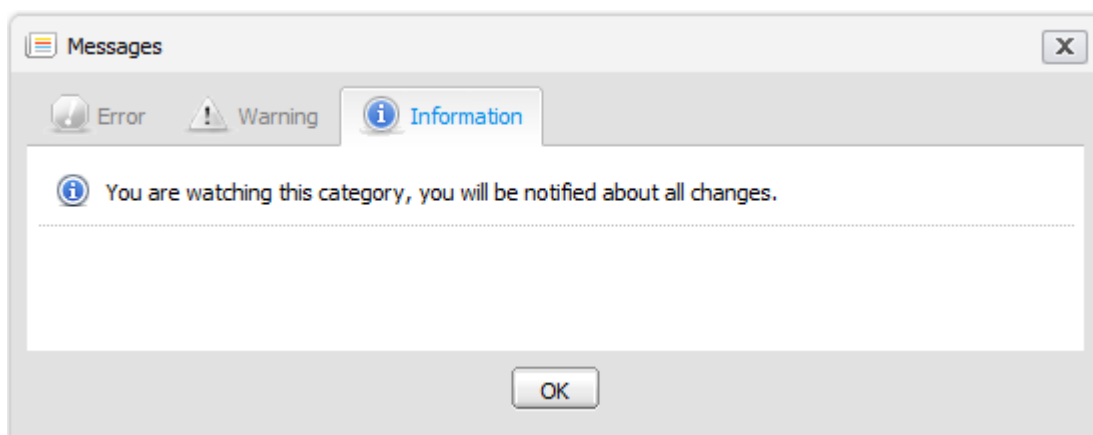 Messages
X
Error Warning Information
You are watching this category, you will be notified about all changes.
OK